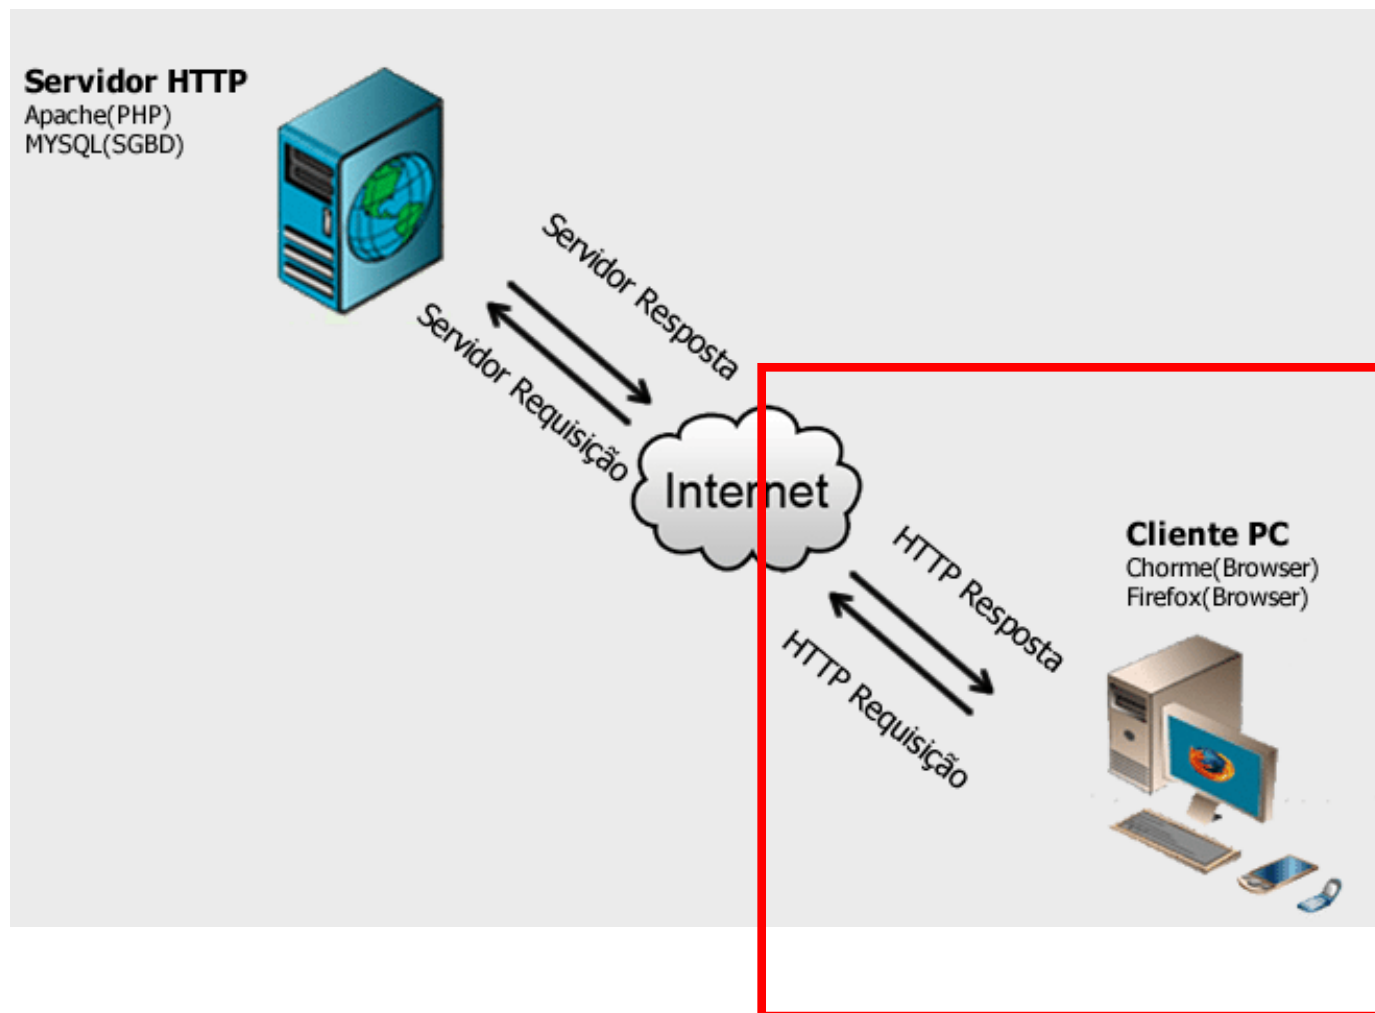 Servidor HTTP
Apache(PHP)
MYSQL(SGBD)
Servidor Resposta
Servidor Requisição
Internet
HTTP Resposta
HTTP Requisição
Cliente PC
Chorme(Browser)
Firefox(Browser)